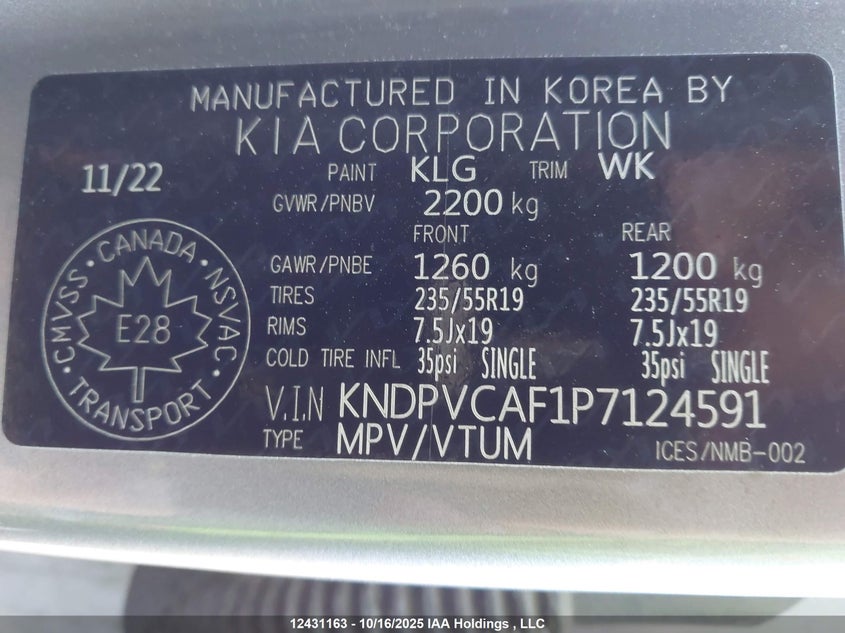 MANUFACTURED IN KOREA BY
KIA CORPORATION
11/22 PAINT KLG TRIM WK
GVWR/PNBV 2200 kg
FRONT REAR
GAWR/PNBE 1260 kg 1200 kg
TIRES 235/55R19 235/55R19
RIMS 7.5Jx19 7.5Jx19
COLD TIRE INFL 35psi SINGLE 35psi SINGLE
V.I.N KNDPVCAF1P7124591
TYPE MPV/VTUM ICES/NMB-002
CMVSS • CANADA • NSVAC • TRANSPORT •
E28
12431163 - 10/16/2025 IAA Holdings , LLC